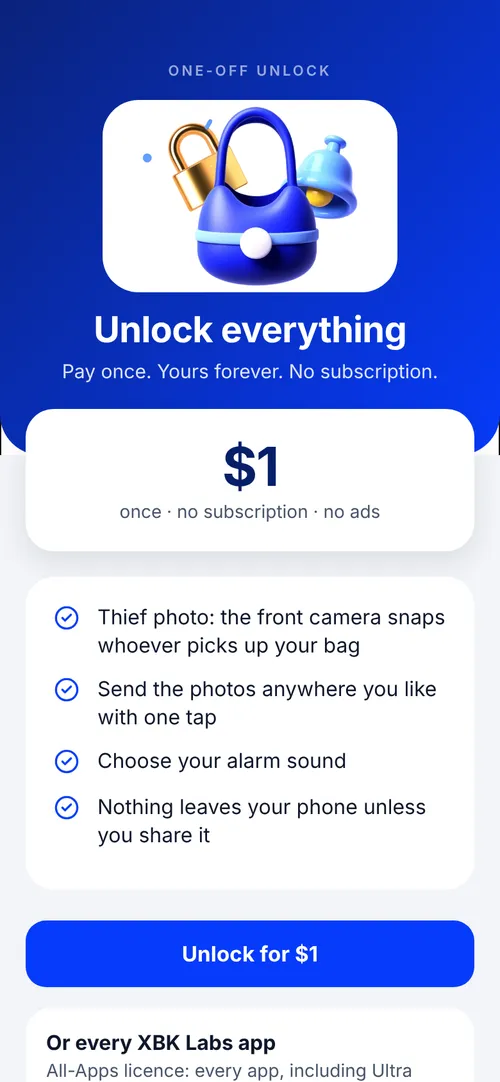 ONE-OFF UNLOCK
Unlock everything
Pay once. Yours forever. No subscription.
$1
once · no subscription · no ads
Thief photo: the front camera snaps
whoever picks up your bag
Send the photos anywhere you like
with one tap
Choose your alarm sound
Nothing leaves your phone unless
you share it
Unlock for $1
Or every XBK Labs app
All-Apps licence: every app, including Ultra